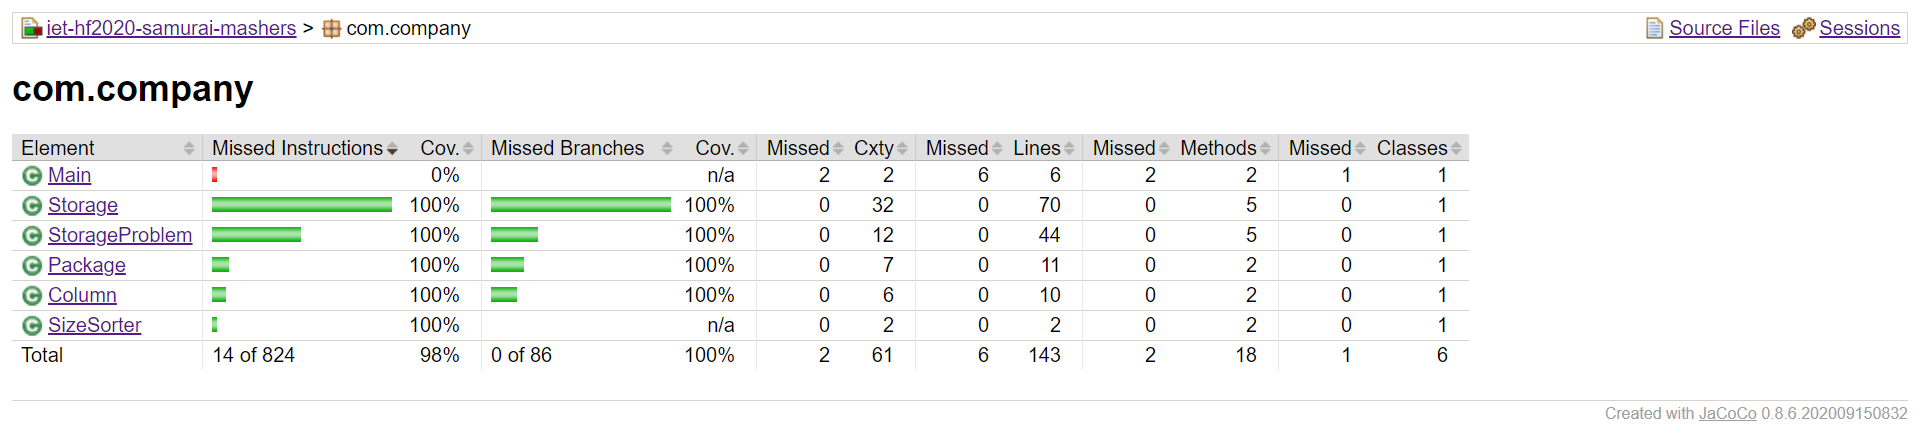 iet-hf2020-samurai-mashers > com.company Source Files Sessions
com.company
Element Missed Instructions Cov. Missed Branches Cov. Missed Cxty Missed Lines Missed Methods Missed Classes
Main 0% n/a 2 2 6 6 2 2 1 1
Storage 100% 100% 0 32 0 70 0 5 0 1
StorageProblem 100% 100% 0 12 0 44 0 5 0 1
Package 100% 100% 0 7 0 11 0 2 0 1
Column 100% 100% 0 6 0 10 0 2 0 1
SizeSorter 100% n/a 0 2 0 2 0 2 0 1
Total 14 of 824 98% 0 of 86 100% 2 61 6 143 2 18 1 6
Created with JaCoCo 0.8.6.202009150832